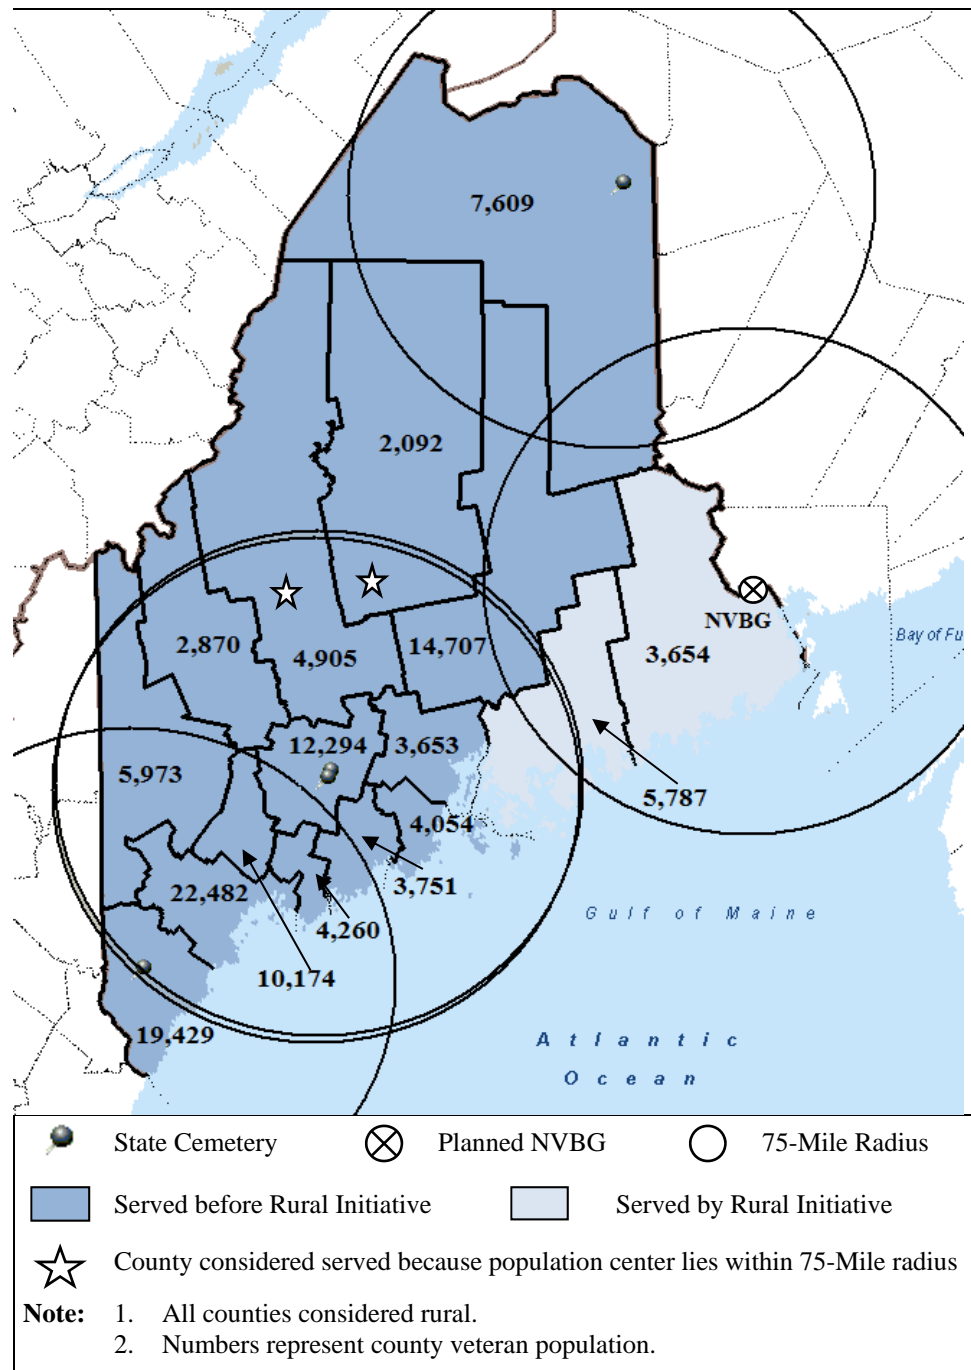 7,609
2,092
NVBG
Bay of Fu
2,870
4,905
14,707
3,654
12,294
3,653
5,973
5,787
4,054
3,751
22,482
4,260
Gulf of Maine
10,174
19,429
Atlantic
Ocean
State Cemetery Planned NVBG 75-Mile Radius
Served before Rural Initiative Served by Rural Initiative
County considered served because population center lies within 75-Mile radius
Note: 1. All counties considered rural.
2. Numbers represent county veteran population.